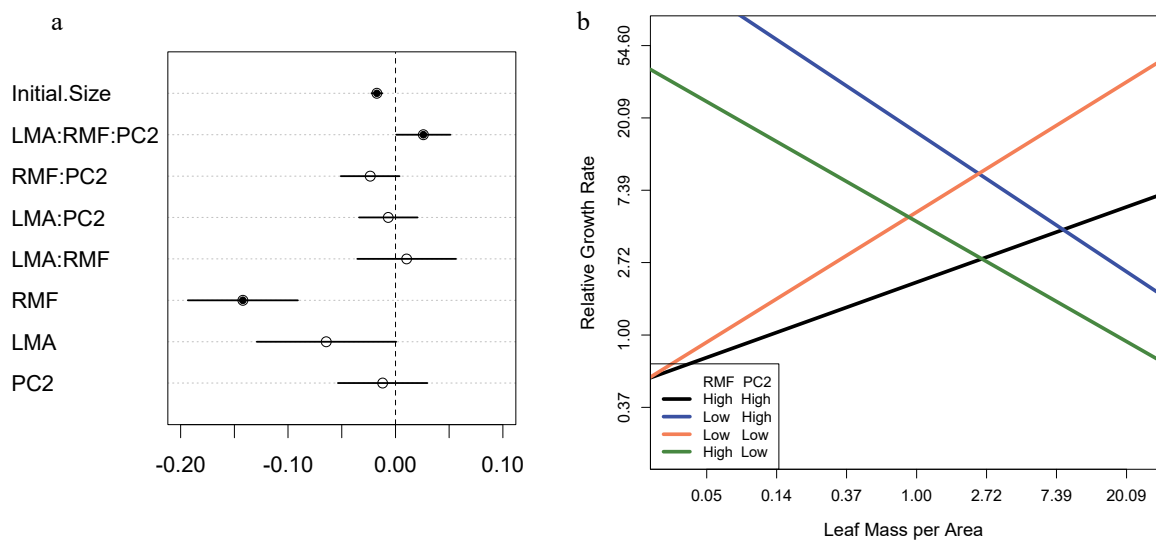 a
Initial.Size
LMA:RMF:PC2
RMF:PC2
LMA:PC2
LMA:RMF
RMF
LMA
PC2
-0.20
-0.10
0.00
0.10
b
Relative Growth Rate
54.60
20.09
7.39
2.72
1.00
0.37
RMF PC2
High High
Low High
Low Low
High Low
0.05
0.14
0.37
1.00
2.72
7.39
20.09
Leaf Mass per Area